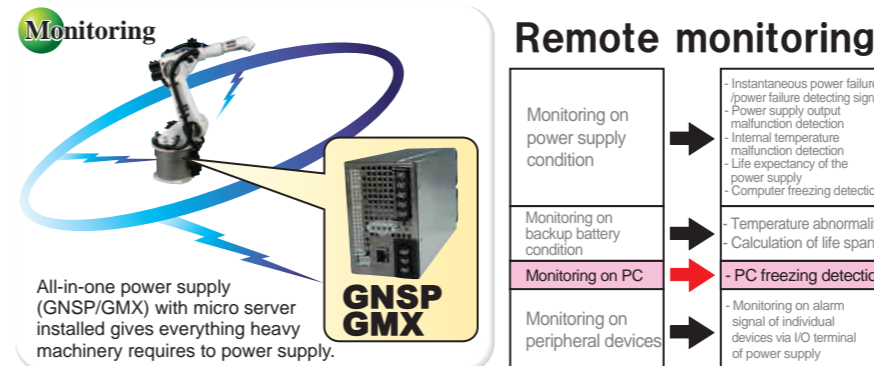 Monitoring
All-in-one power supply
(GNSP/GMX) with micro server
installed gives everything heavy
machinery requires to power supply.
GNSP
GMX
Remote monitoring
Monitoring on
power supply
condition
- Instantaneous power failure
/power failure detecting sign
- Power supply output
malfunction detection
- Internal temperature
malfunction detection
- Life expectancy of the
power supply
- Computer freezing detectio
Monitoring on
backup battery
condition
- Temperature abnormali
- Calculation of life span
Monitoring on PC
- PC freezing detectio
Monitoring on
peripheral devices
- Monitoring on alarm
signal of individual
devices via I/O terminal
of power supply